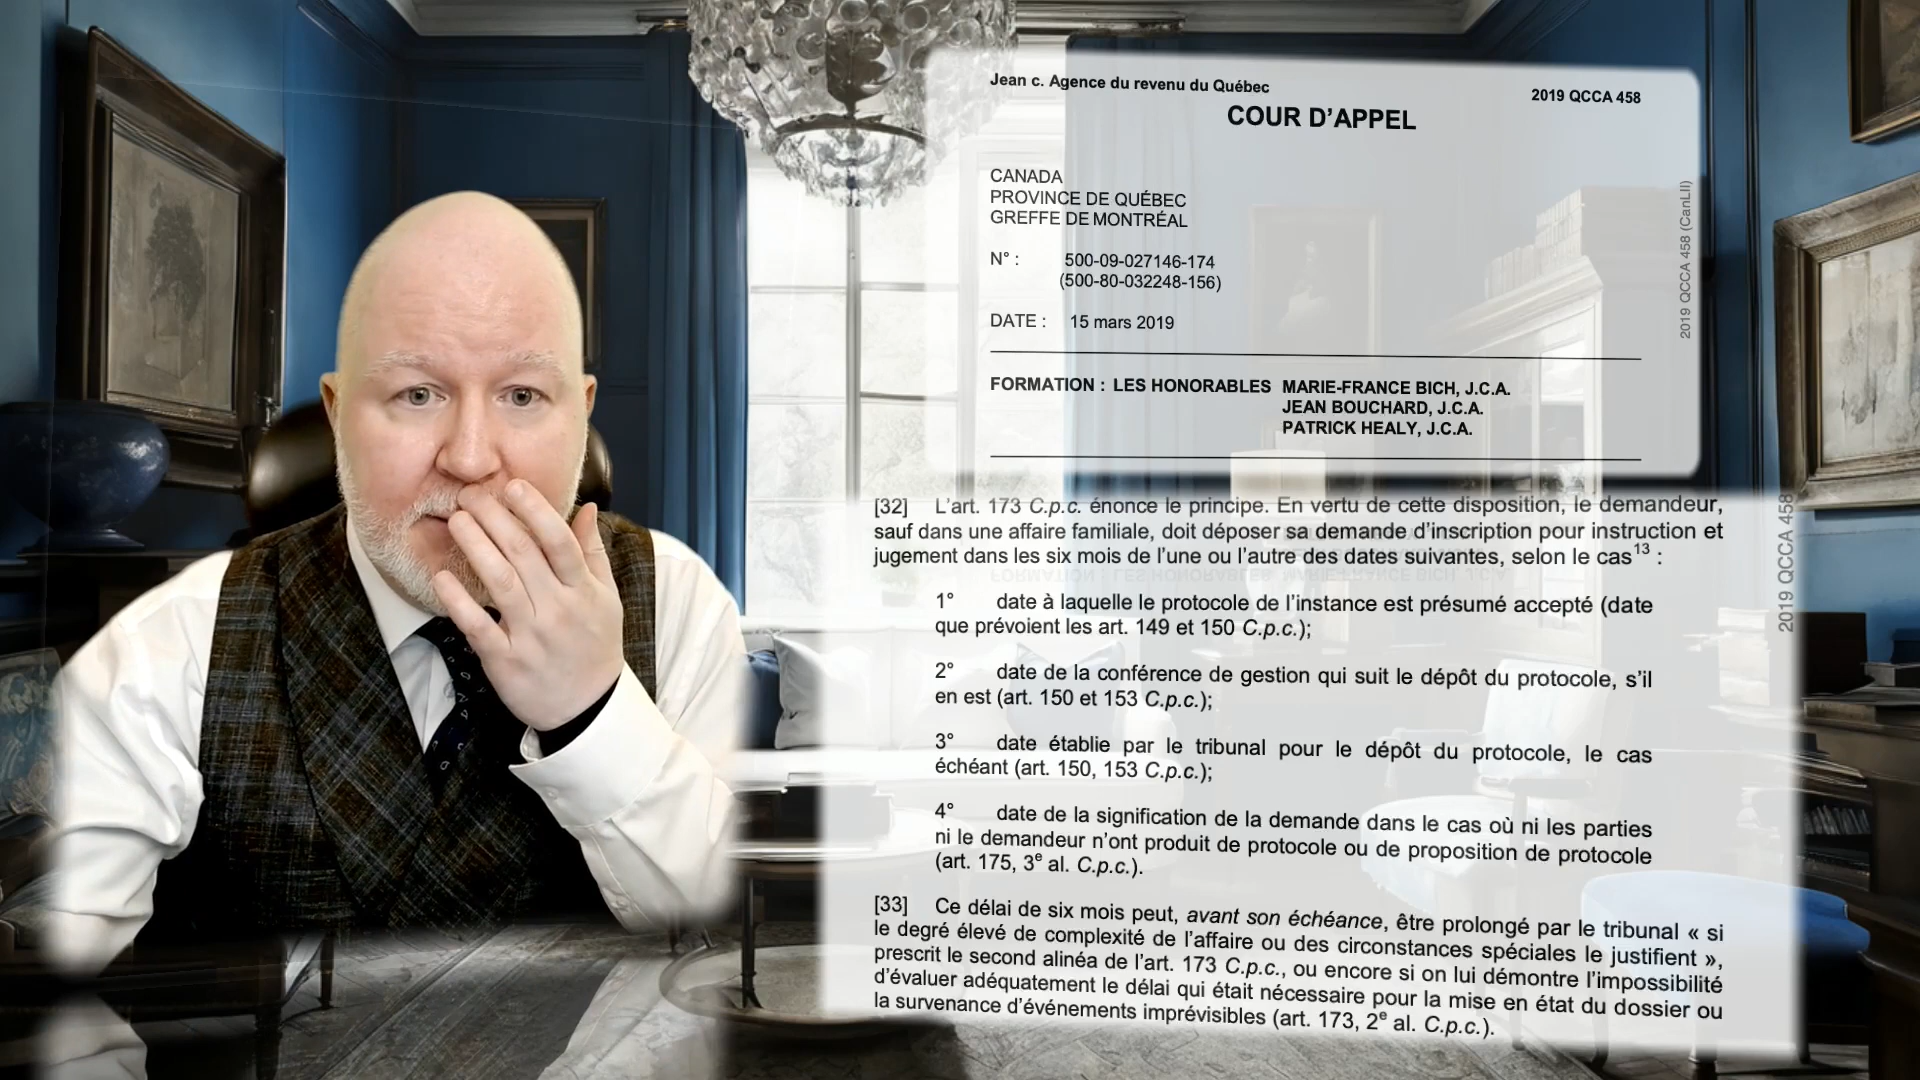 Jean c. Agence du revenu du Québec
2019 QCCA 458
COUR D’APPEL
CANADA
PROVINCE DE QUÉBEC
GREFFE DE MONTRÉAL
N° : 500-09-027146-174
(500-80-032248-156)
DATE : 15 mars 2019
FORMATION : LES HONORABLES MARIE-FRANCE BICH, J.C.A.
JEAN BOUCHARD, J.C.A.
PATRICK HEALY, J.C.A.
2019 QCCA 458 (CanLII)
[32] L’art. 173 C.p.c. énonce le principe. En vertu de cette disposition, le demandeur,
sauf dans une affaire familiale, doit déposer sa demande d’inscription pour instruction et
jugement dans les six mois de l’une ou l’autre des dates suivantes, selon le cas13 :
1° date à laquelle le protocole de l’instance est présumé accepté (date
que prévoient les art. 149 et 150 C.p.c.);
2° date de la conférence de gestion qui suit le dépôt du protocole, s’il
en est (art. 150 et 153 C.p.c.);
3° date établie par le tribunal pour le dépôt du protocole, le cas
échéant (art. 150, 153 C.p.c.);
4° date de la signification de la demande dans le cas où ni les parties
ni le demandeur n’ont produit de protocole ou de proposition de protocole
(art. 175, 3e al. C.p.c.).
[33] Ce délai de six mois peut, avant son échéance, être prolongé par le tribunal « si
le degré élevé de complexité de l’affaire ou des circonstances spéciales le justifient »,
prescrit le second alinéa de l’art. 173 C.p.c., ou encore si on lui démontre l’impossibilité
d’évaluer adéquatement le délai qui était nécessaire pour la mise en état du dossier ou
la survenance d’événements imprévisibles (art. 173, 2e al. C.p.c.).
2019 QCCA 458